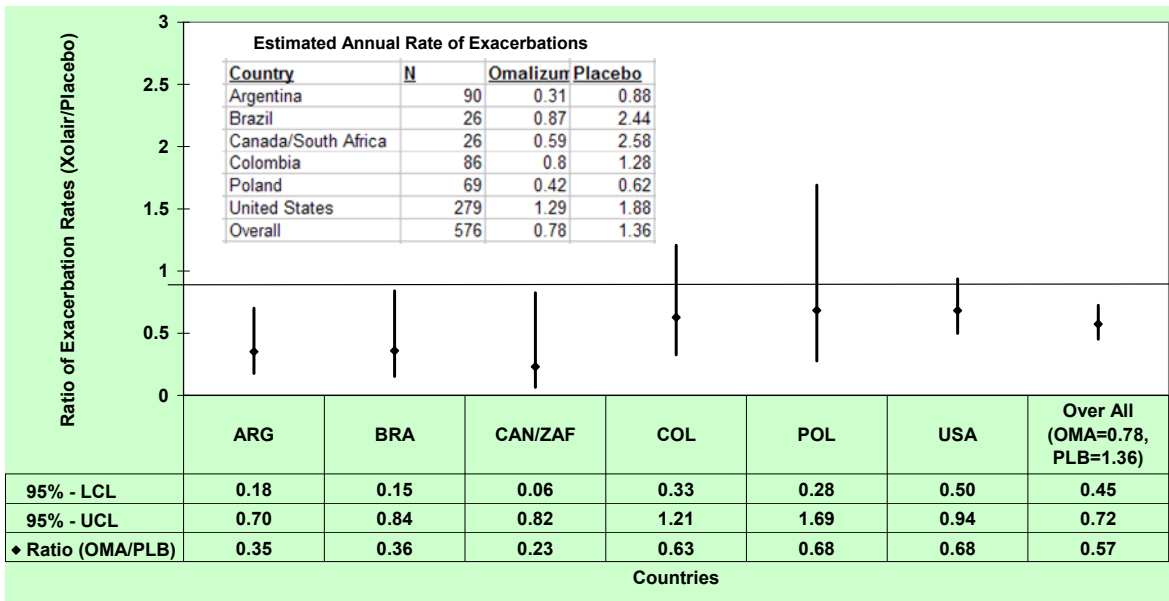 Ratio of Exacerbation Rates (Xolair/Placebo)
3
2.5
2
1.5
1
0.5
0
Estimated Annual Rate of Exacerbations
Country N Omalizum Placebo
Argentina 90 0.31 0.88
Brazil 26 0.87 2.44
Canada/South Africa 26 0.59 2.58
Colombia 86 0.8 1.28
Poland 69 0.42 0.62
United States 279 1.29 1.88
Overall 576 0.78 1.36
ARG BRA CAN/ZAF COL POL USA Over All
(OMA=0.78,
PLB=1.36)
95% - LCL 0.18 0.15 0.06 0.33 0.28 0.50 0.45
95% - UCL 0.70 0.84 0.82 1.21 1.69 0.94 0.72
Ratio (OMA/PLB) 0.35 0.36 0.23 0.63 0.68 0.68 0.57
Countries